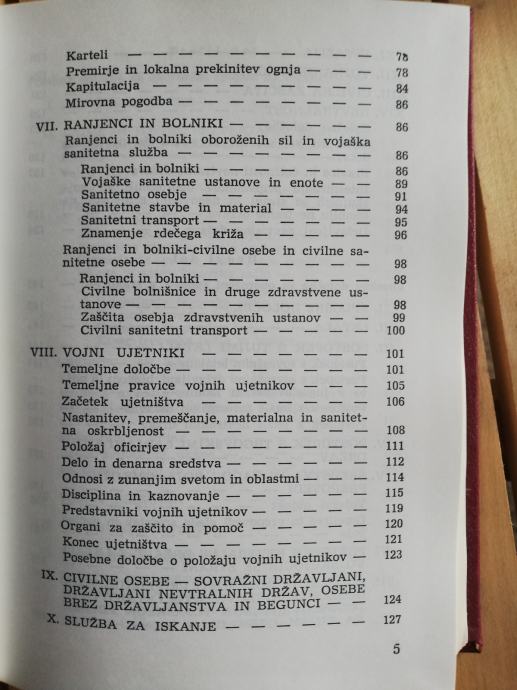 Karteli — — — — — — — — — 78
Premirje in lokalna prekinitev ognja — — — 78
Kapitulacija — — — — — — — — 84
Mirovna pogodba — — — — — — — 86
VII. RANJENCI IN BOLNIKI — — — — — 86
Ranjenci in bolniki oboroženih sil in vojaška
sanitetna služba — — — — — — — 86
Ranjenci in bolniki — — — — — — 86
Vojaške sanitetne ustanove in enote — — 89
Sanitetno osebje — — — — — — 91
Sanitetne stavbe in material — — — — 94
Sanitetni transport — — — — — — 95
Znamenje rdečega križa — — — — — 96
Ranjenci in bolniki-civilne osebe in civilne sa-
nitetne osebe — — — — — — — — 98
Ranjenci in bolniki — — — — — — 98
Civilne bolnišnice in druge zdravstvene us-
tanove — — — — — — — — — 98
Zaščita osebja zdravstvenih ustanov — — 99
Civilni sanitetni transport — — — — 100
VIII. VOJNI UJETNIKI — — — — — — 101
Temeljne določbe — — — — — — — 101
Temeljne pravice vojnih ujetnikov — — — 105
Začetek ujetništva — — — — — — — 106
Nastanitev, premeščanje, materialna in sanitet-
na oskrbljenost — — — — — — — 108
Položaj oficirjev — — — — — — — 111
Delo in denarna sredstva — — — — — 112
Odnosi z zunanjim svetom in oblastmi — — — 114
Disciplina in kaznovanje — — — — — 115
Predstavniki vojnih ujetnikov — — — — 119
Organi za zaščito in pomoč — — — — — 120
Konec ujetništva — — — — — — — 121
Posebne določbe o položaju vojnih ujetnikov — 123
IX. CIVILNE OSEBE — SOVRAŽNI DRŽAVLJANI,
DRŽAVLJANI NEVTRALNIH DRŽAV, OSEBE
BREZ DRŽAVLJANSTVA IN BEGUNCI — — 124
X. SLUŽBA ZA ISKANJE — — — — — 127
5